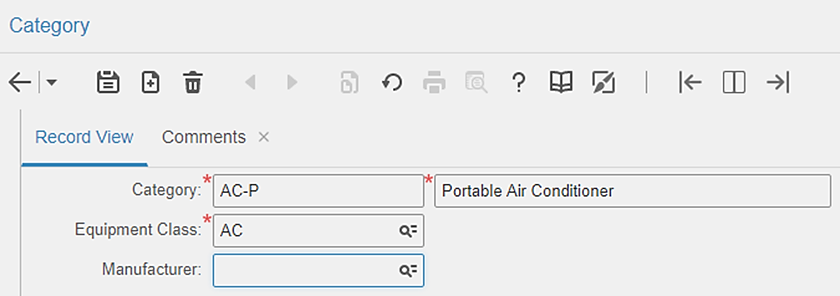 Category
Record View Comments ×
Category: * AC-P * Portable Air Conditioner
Equipment Class: * AC
Manufacturer: